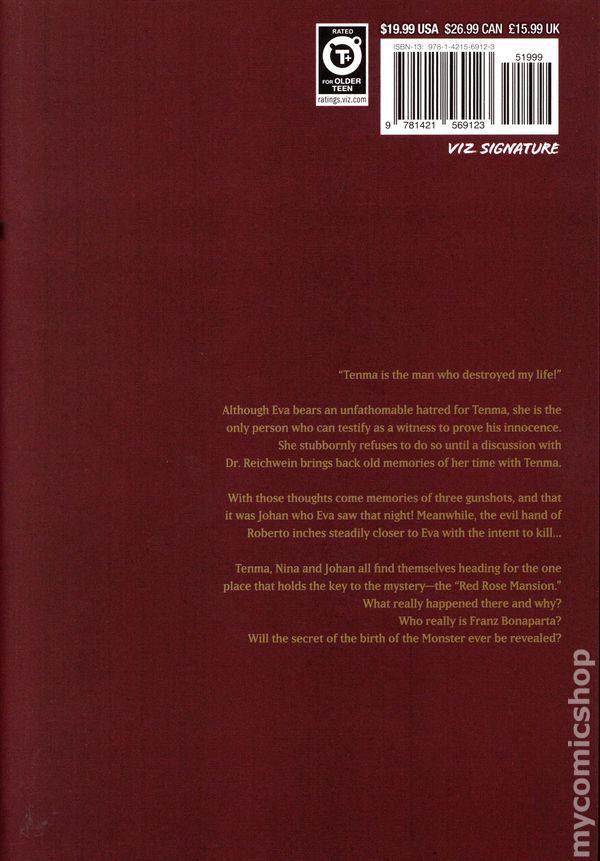 $19.99 USA $26.99 CAN £15.99 UK
RATED
T+
FOR OLDER
TEEN
ratings.viz.com
ISBN-13: 978-1-4215-6912-3
51999
9 781421 569123
VIZ SIGNATURE
“Tenma is the man who destroyed my life!”
Although Eva bears an unfathomable hatred for Tenma, she is the
only person who can testify as a witness to prove his innocence.
She stubbornly refuses to do so until a discussion with
Dr. Reichwein brings back old memories of her time with Tenma.
With those thoughts come memories of three gunshots, and that
it was Johan who Eva saw that night! Meanwhile, the evil hand of
Roberto inches steadily closer to Eva with the intent to kill...
Tenma, Nina and Johan all find themselves heading for the one
place that holds the key to the mystery—the “Red Rose Mansion.”
What really happened there and why?
Who really is Franz Bonaparta?
Will the secret of the birth of the Monster ever be revealed?
mycomicshop